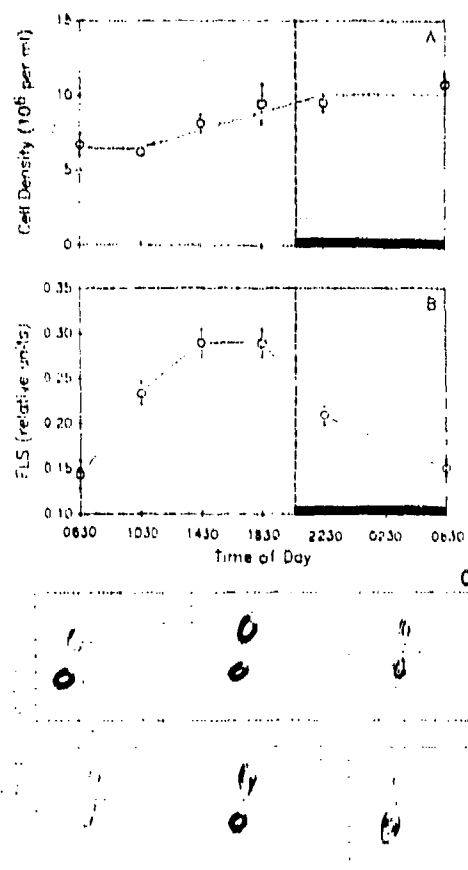 15
A
10
5
0
Cell Density (10⁶ per ml)
0.35
B
0.30
0.25
0.20
0.15
0.10
FLS (relative units)
0630 1030 1430 1830 2230 0230 0630
Time of Day
C